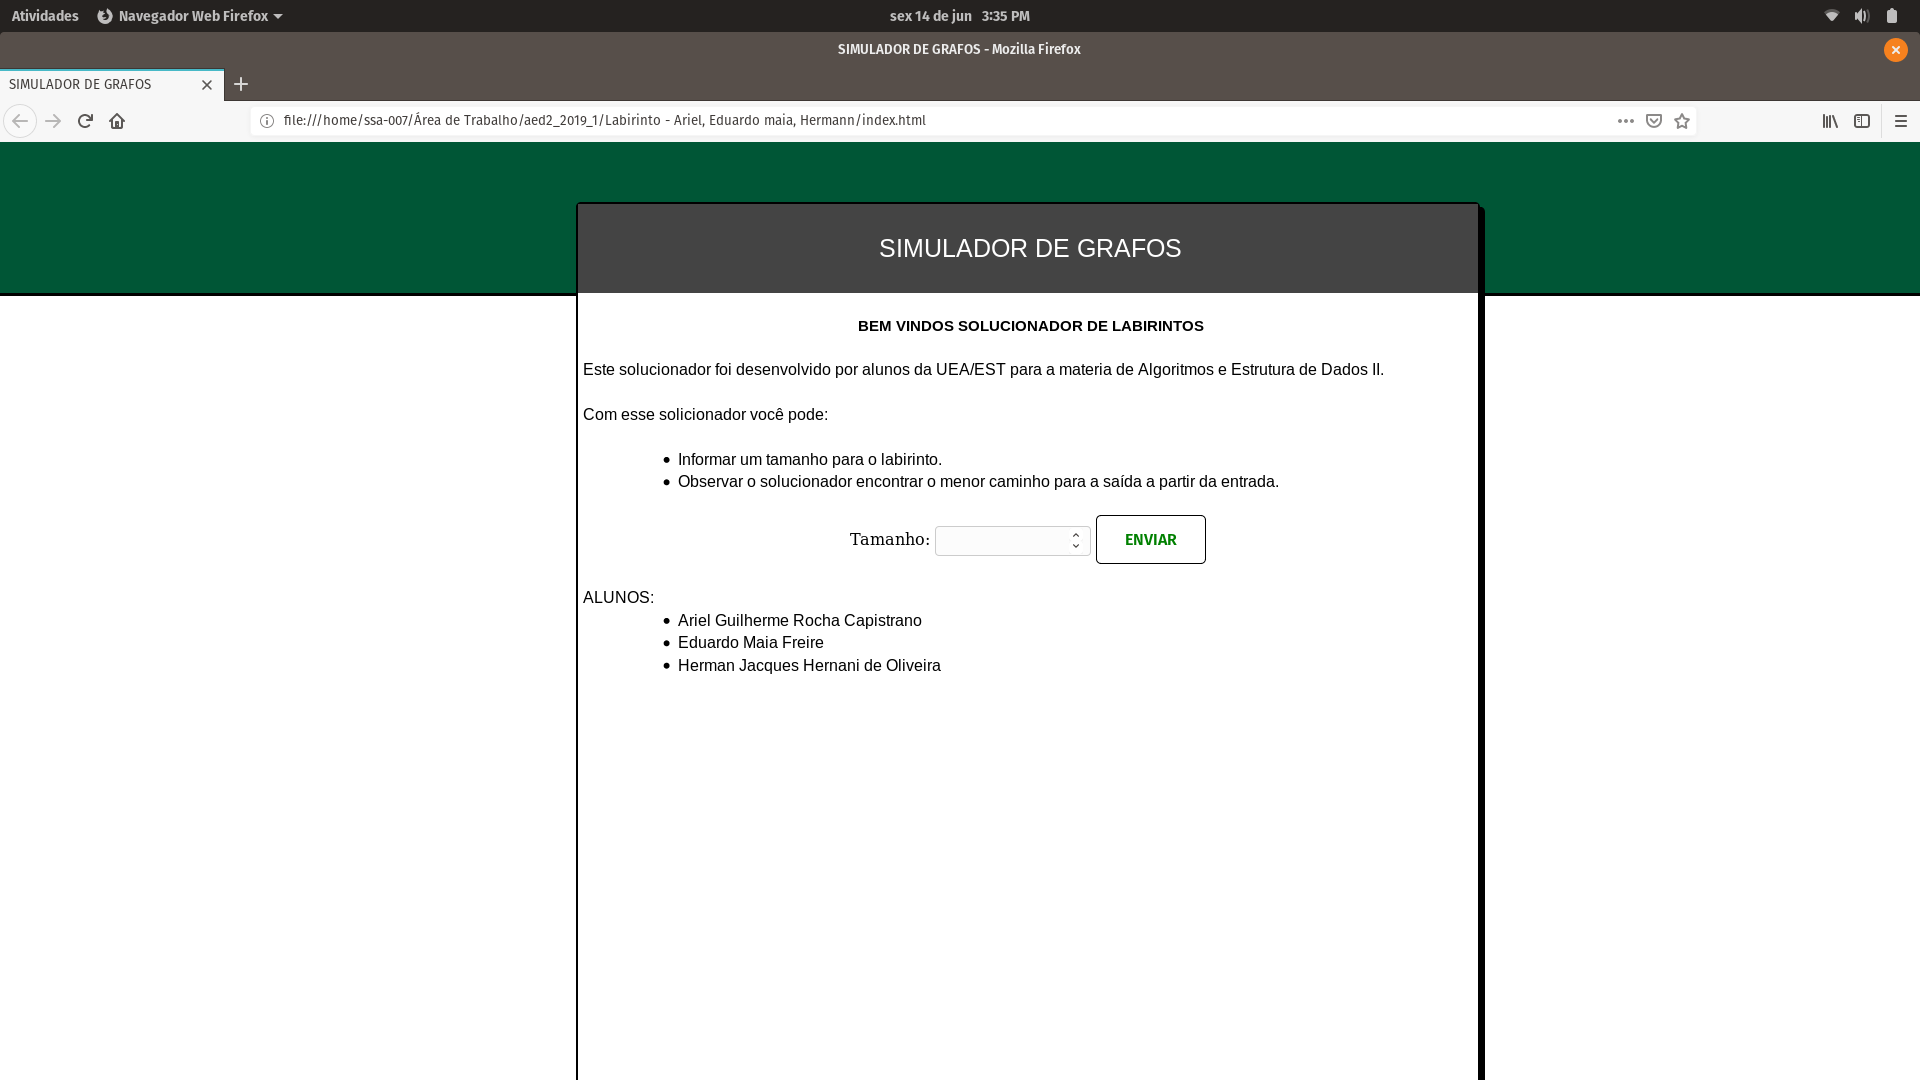 Atividades Navegador Web Firefox sex 14 de jun 3:35 PM
SIMULADOR DE GRAFOS - Mozilla Firefox
SIMULADOR DE GRAFOS
file:///home/ssa-007/Área de Trabalho/aed2_2019_1/Labirinto - Ariel, Eduardo maia, Hermann/index.html
SIMULADOR DE GRAFOS
BEM VINDOS SOLUCIONADOR DE LABIRINTOS
Este solucionador foi desenvolvido por alunos da UEA/EST para a materia de Algoritmos e Estrutura de Dados II.
Com esse solicionador você pode:
• Informar um tamanho para o labirinto.
• Observar o solucionador encontrar o menor caminho para a saída a partir da entrada.
Tamanho: ENVIAR
ALUNOS:
• Ariel Guilherme Rocha Capistrano
• Eduardo Maia Freire
• Herman Jacques Hernani de Oliveira